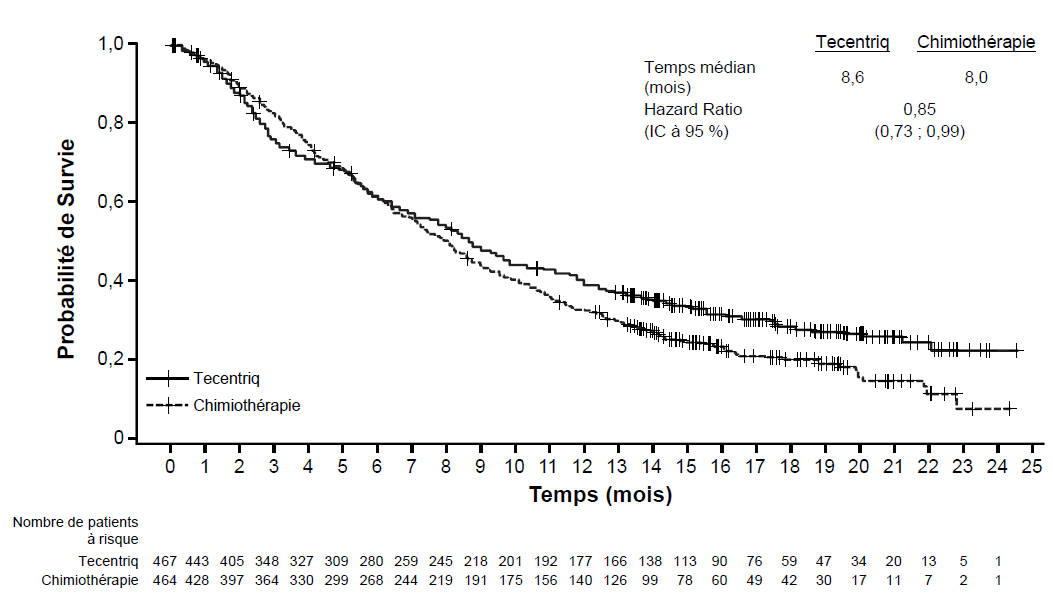 Tecentriq Chimiothérapie
Temps médian
(mois) 8,6 8,0
Hazard Ratio 0,85
(IC à 95 %) (0,73 ; 0,99)
Probabilité de Survie
1,0
0,8
0,6
0,4
0,2
0
Tecentriq
Chimiothérapie
0 1 2 3 4 5 6 7 8 9 10 11 12 13 14 15 16 17 18 19 20 21 22 23 24 25
Temps (mois)
Nombre de patients
à risque
Tecentriq 467 443 405 348 327 309 280 259 245 218 201 192 177 166 138 113 90 76 59 47 34 20 13 5 1
Chimiothérapie 464 428 397 364 330 299 268 244 219 191 175 156 140 126 99 78 60 49 42 30 17 11 7 2 1